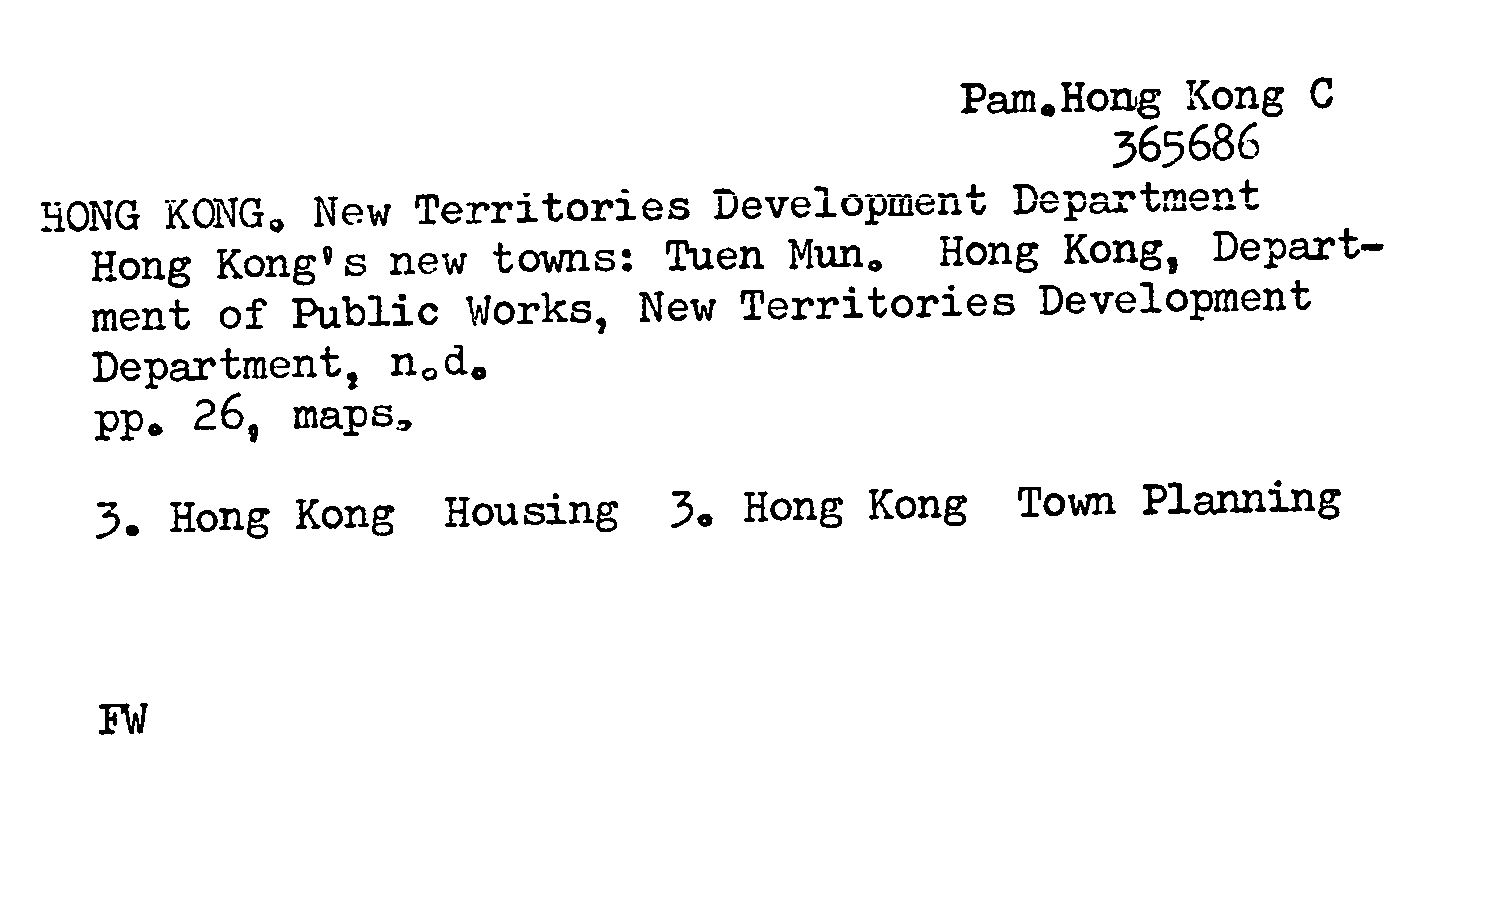 Pam.Hong Kong C
365686
HONG KONG. New Territories Development Department
Hong Kong's new towns: Tuen Mun. Hong Kong, Depart-
ment of Public Works, New Territories Development
Department, n.d.
pp. 26, maps.
3. Hong Kong Housing 3. Hong Kong Town Planning
FW